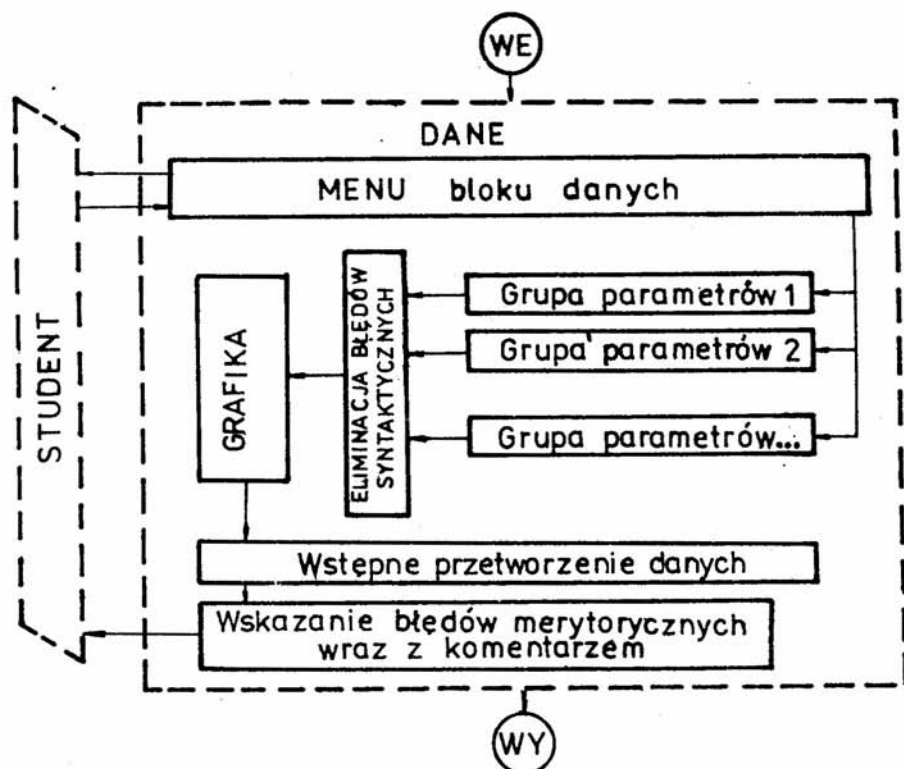 WE
DANE
MENU bloku danych
STUDENT
GRAFIKA
ELIMINACJA BŁĘDÓW
SYNTAKTYCZNYCH
Grupa parametrów 1
Grupa parametrów 2
Grupa parametrów...
Wstępne przetworzenie danych
Wskazanie błędów merytorycznych
wraz z komentarzem
WY